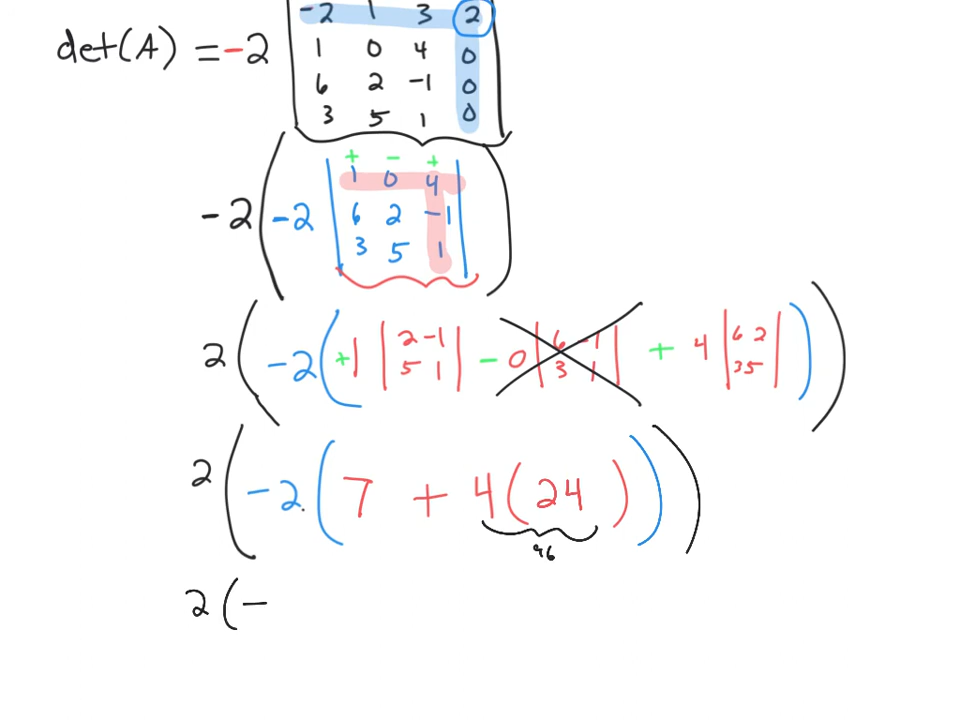 -2 1 3 2
det(A) = -2 | 1 0 4 0
6 2 -1 0
3 5 1 0 |
+ - +
1 0 4
-2 ( -2 | 6 2 -1 | )
3 5 1
2 ( -2 ( +1 | 2 -1 | - 0 | 6 -1 | + 4 | 6 2 | ) )
5 1 3 1 3 5
2 ( -2 . ( 7 + 4 ( 24 ) ) )
96
2 ( -